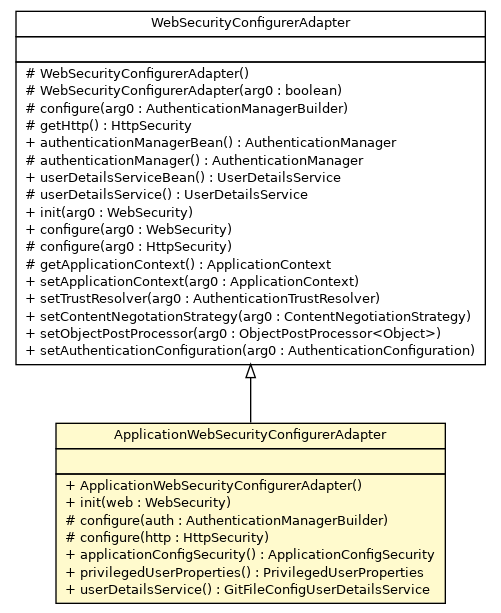 WebSecurityConfigurerAdapter
# WebSecurityConfigurerAdapter()
# WebSecurityConfigurerAdapter(arg0 : boolean)
# configure(arg0 : AuthenticationManagerBuilder)
# getHttp() : HttpSecurity
+ authenticationManagerBean() : AuthenticationManager
# authenticationManager() : AuthenticationManager
+ userDetailsServiceBean() : UserDetailsService
# userDetailsService() : UserDetailsService
+ init(arg0 : WebSecurity)
+ configure(arg0 : WebSecurity)
# configure(arg0 : HttpSecurity)
# getApplicationContext() : ApplicationContext
+ setApplicationContext(arg0 : ApplicationContext)
+ setTrustResolver(arg0 : AuthenticationTrustResolver)
+ setContentNegotationStrategy(arg0 : ContentNegotiationStrategy)
+ setObjectPostProcessor(arg0 : ObjectPostProcessor<Object>)
+ setAuthenticationConfiguration(arg0 : AuthenticationConfiguration)
ApplicationWebSecurityConfigurerAdapter
+ ApplicationWebSecurityConfigurerAdapter()
+ init(web : WebSecurity)
# configure(auth : AuthenticationManagerBuilder)
# configure(http : HttpSecurity)
+ applicationConfigSecurity() : ApplicationConfigSecurity
+ privilegedUserProperties() : PrivilegedUserProperties
+ userDetailsService() : GitFileConfigUserDetailsService